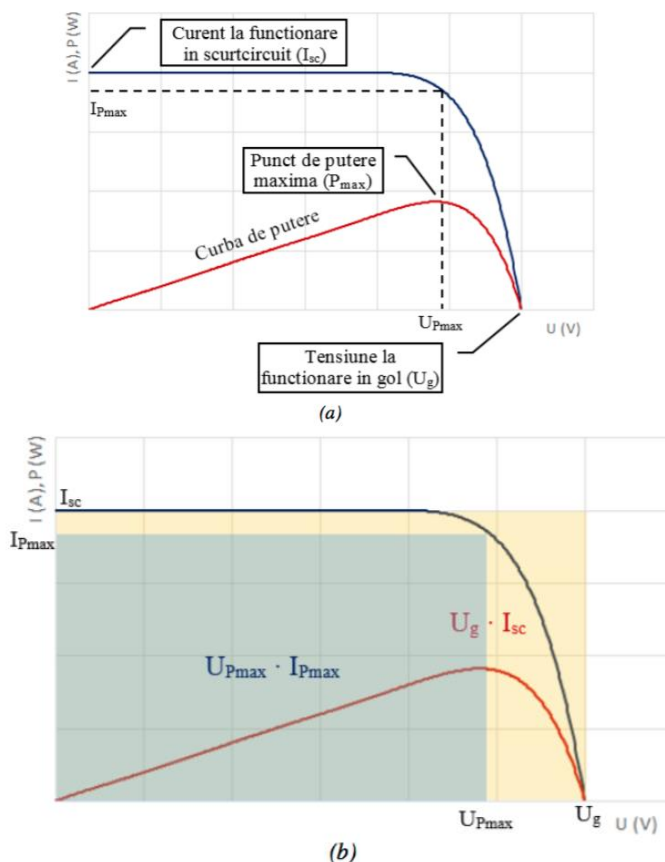 I (A), P (W)
Curent la functionare
in scurtcircuit (Isc)
IPmax
Punct de putere
maxima (Pmax)
Curba de putere
UPmax
U (V)
Tensiune la
functionare in gol (Ug)
(a)
I (A), P (W)
Isc
IPmax
Ug · Isc
UPmax · IPmax
UPmax
Ug
U (V)
(b)